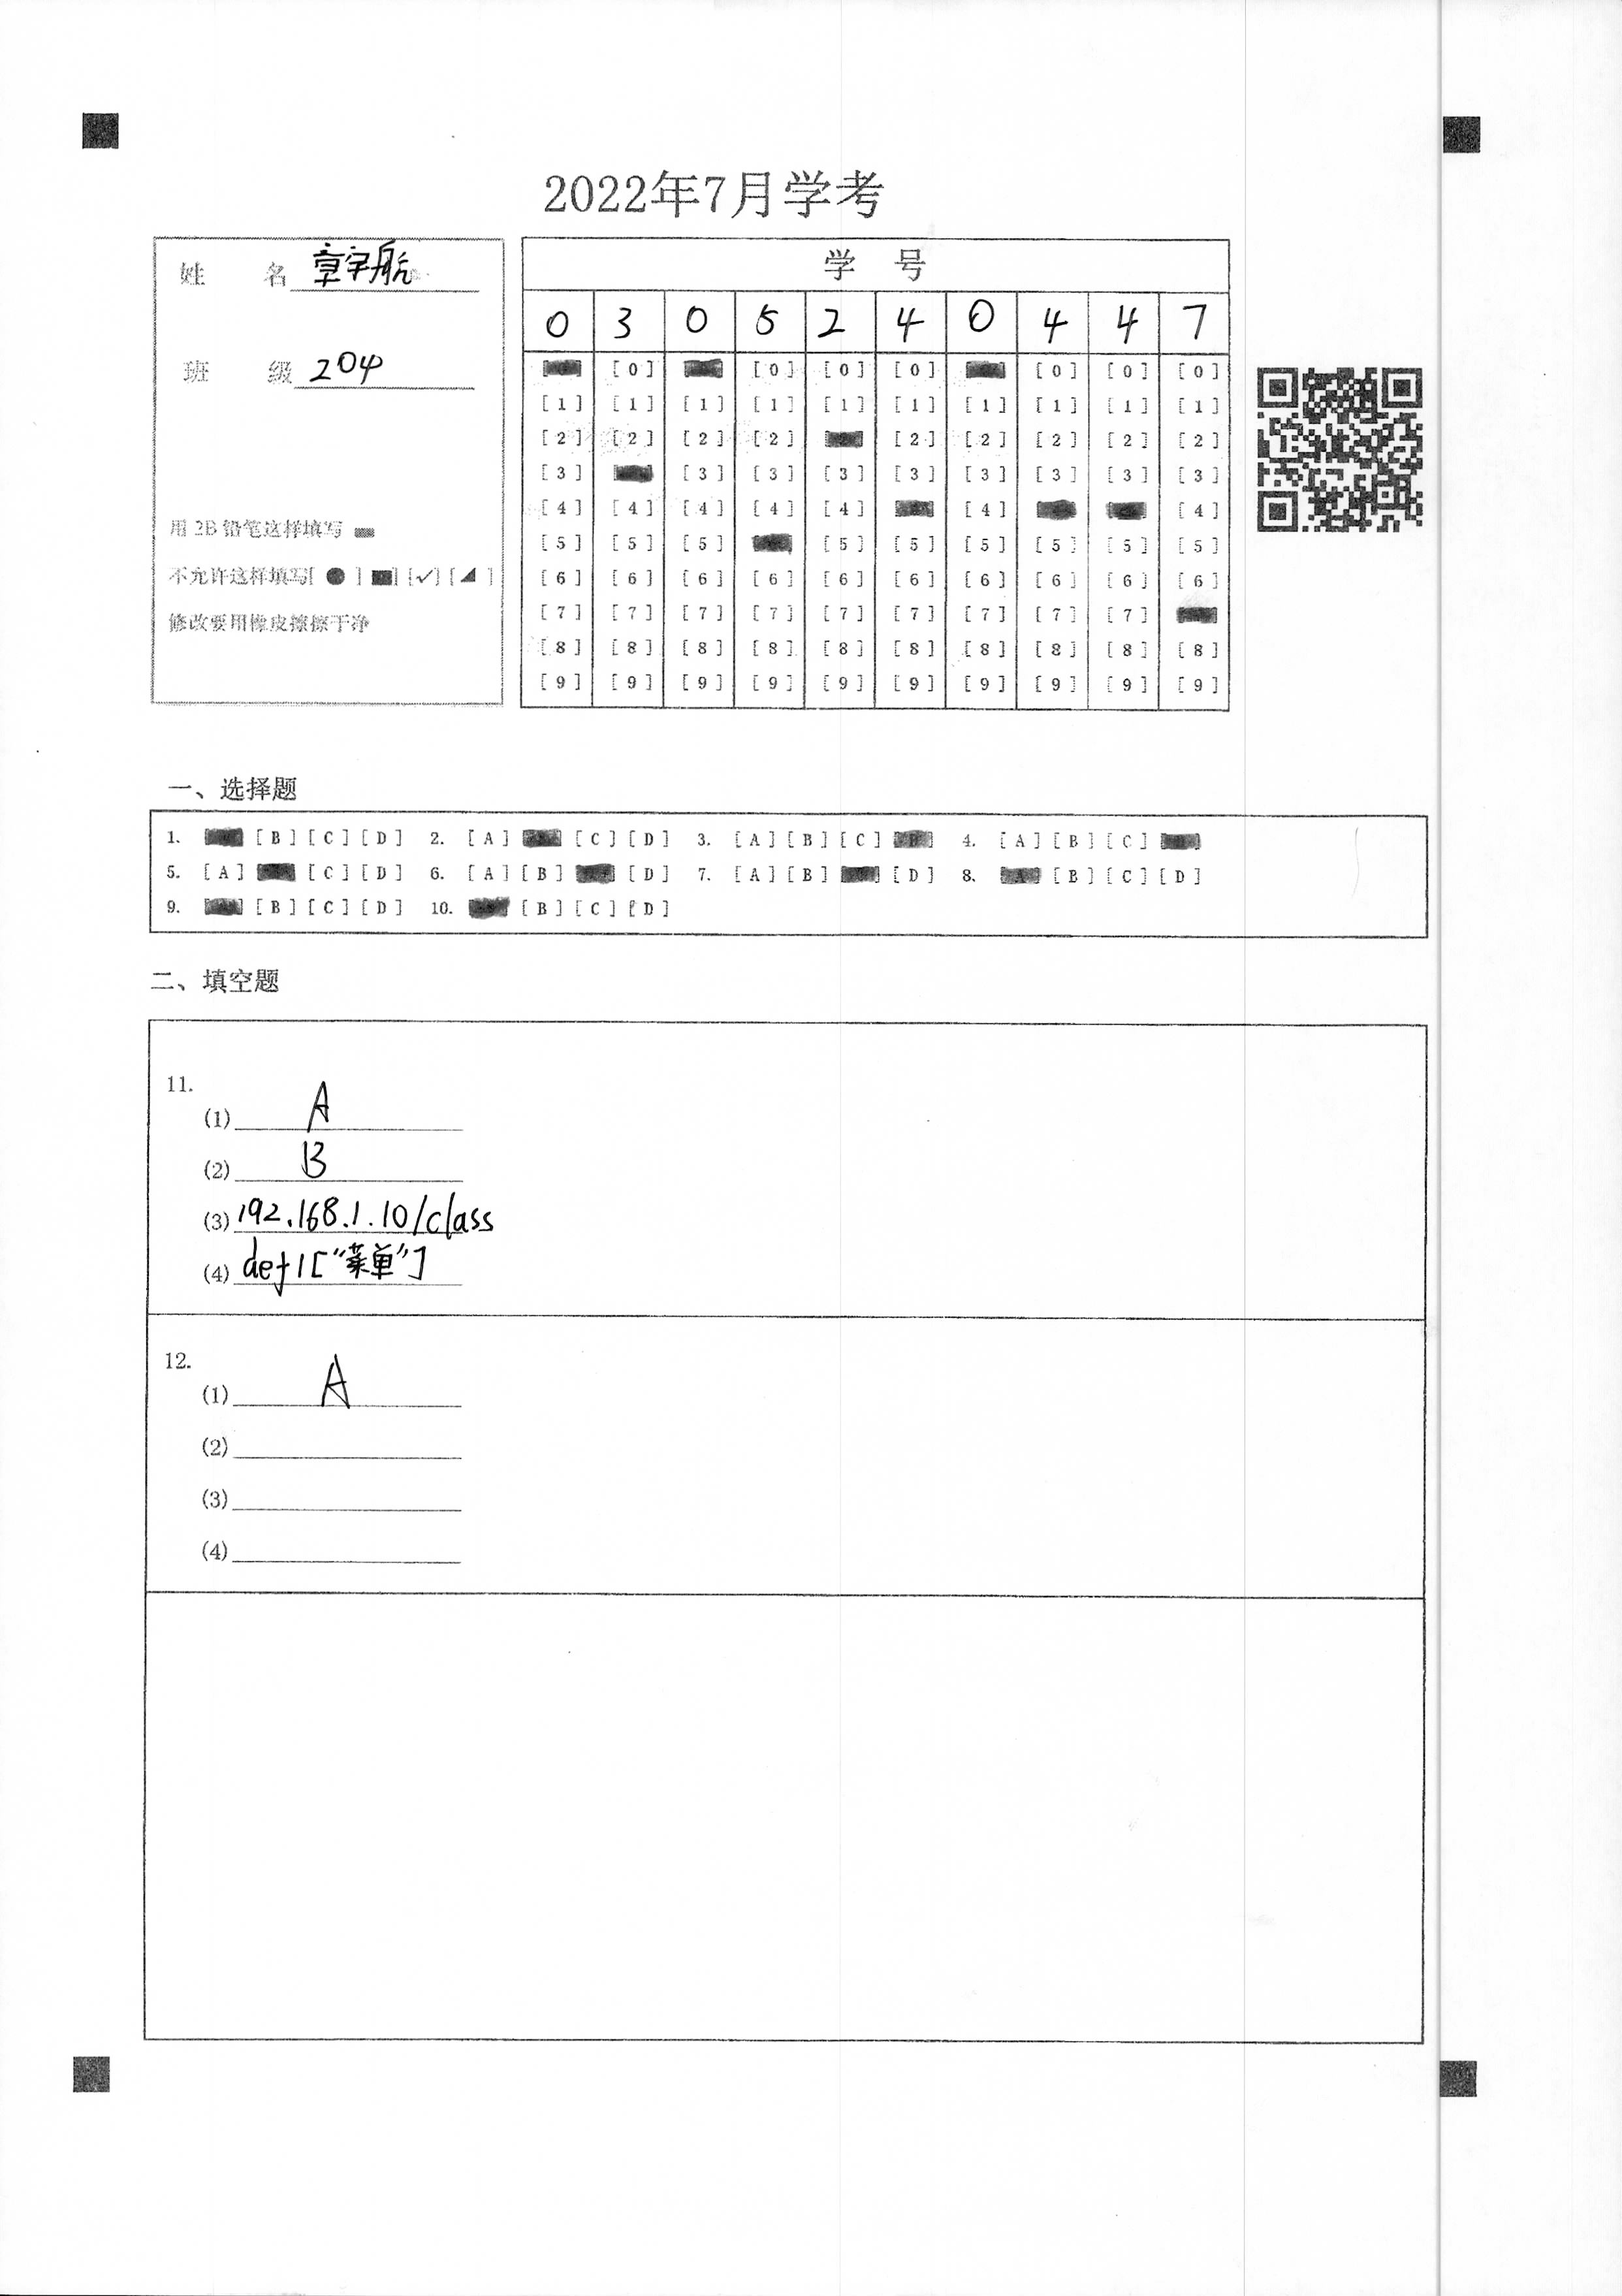 2022年7月学考
姓 名 章宇航
班 级 204
用 2B 铅笔这样填写
不允许这样填写[ ● ] [■] [✓] [◢ ]
修改要用橡皮擦擦干净
学 号
0 3 0 5 2 4 0 4 4 7
[0] [0] [0] [0] [0] [0]
[1] [1] [1] [1] [1] [1] [1] [1] [1] [1]
[2] [2] [2] [2] [2] [2] [2] [2] [2]
[3] [3] [3] [3] [3] [3] [3] [3] [3]
[4] [4] [4] [4] [4] [4] [4]
[5] [5] [5] [5] [5] [5] [5] [5] [5]
[6] [6] [6] [6] [6] [6] [6] [6] [6] [6]
[7] [7] [7] [7] [7] [7] [7] [7] [7]
[8] [8] [8] [8] [8] [8] [8] [8] [8] [8]
[9] [9] [9] [9] [9] [9] [9] [9] [9] [9]
一、选择题
1. [B] [C] [D] 2. [A] [C] [D] 3. [A] [B] [C] 4. [A] [B] [C]
5. [A] [C] [D] 6. [A] [B] [D] 7. [A] [B] [D] 8. [B] [C] [D]
9. [B] [C] [D] 10. [B] [C] [D]
二、填空题
11.
(1) A
(2) B
(3) 192.168.1.10/class
(4) def1["菜单"]
12.
(1) A
(2)
(3)
(4)